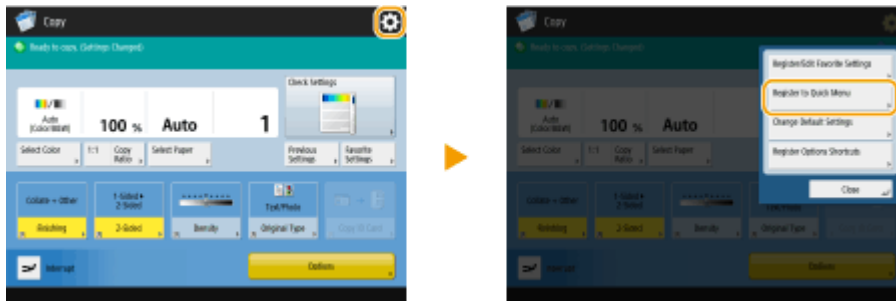 Copy
Ready to copy. (Settings Changed)
Check Settings
Auto
(Color/B&W)
100 %
Auto
1
Select Color
1:1
Copy
Ratio
Select Paper
Previous
Settings
Favorite
Settings
Collate + Other
1-Sided
2-Sided
Text/Photo
Finishing
2-Sided
Density
Original Type
Copy ID Card
Interrupt
Options
Copy
Ready to copy. (Settings Changed)
Register/Edit Favorite Settings
Register to Quick Menu
Change Default Settings
Register Options Shortcuts
Close
Auto
(Color/B&W)
100 %
Auto
Select Color
1:1
Copy
Ratio
Select Paper
Collate + Other
1-Sided
2-Sided
Text/Photo
Finishing
2-Sided
Density
Original Type
Interrupt
Options